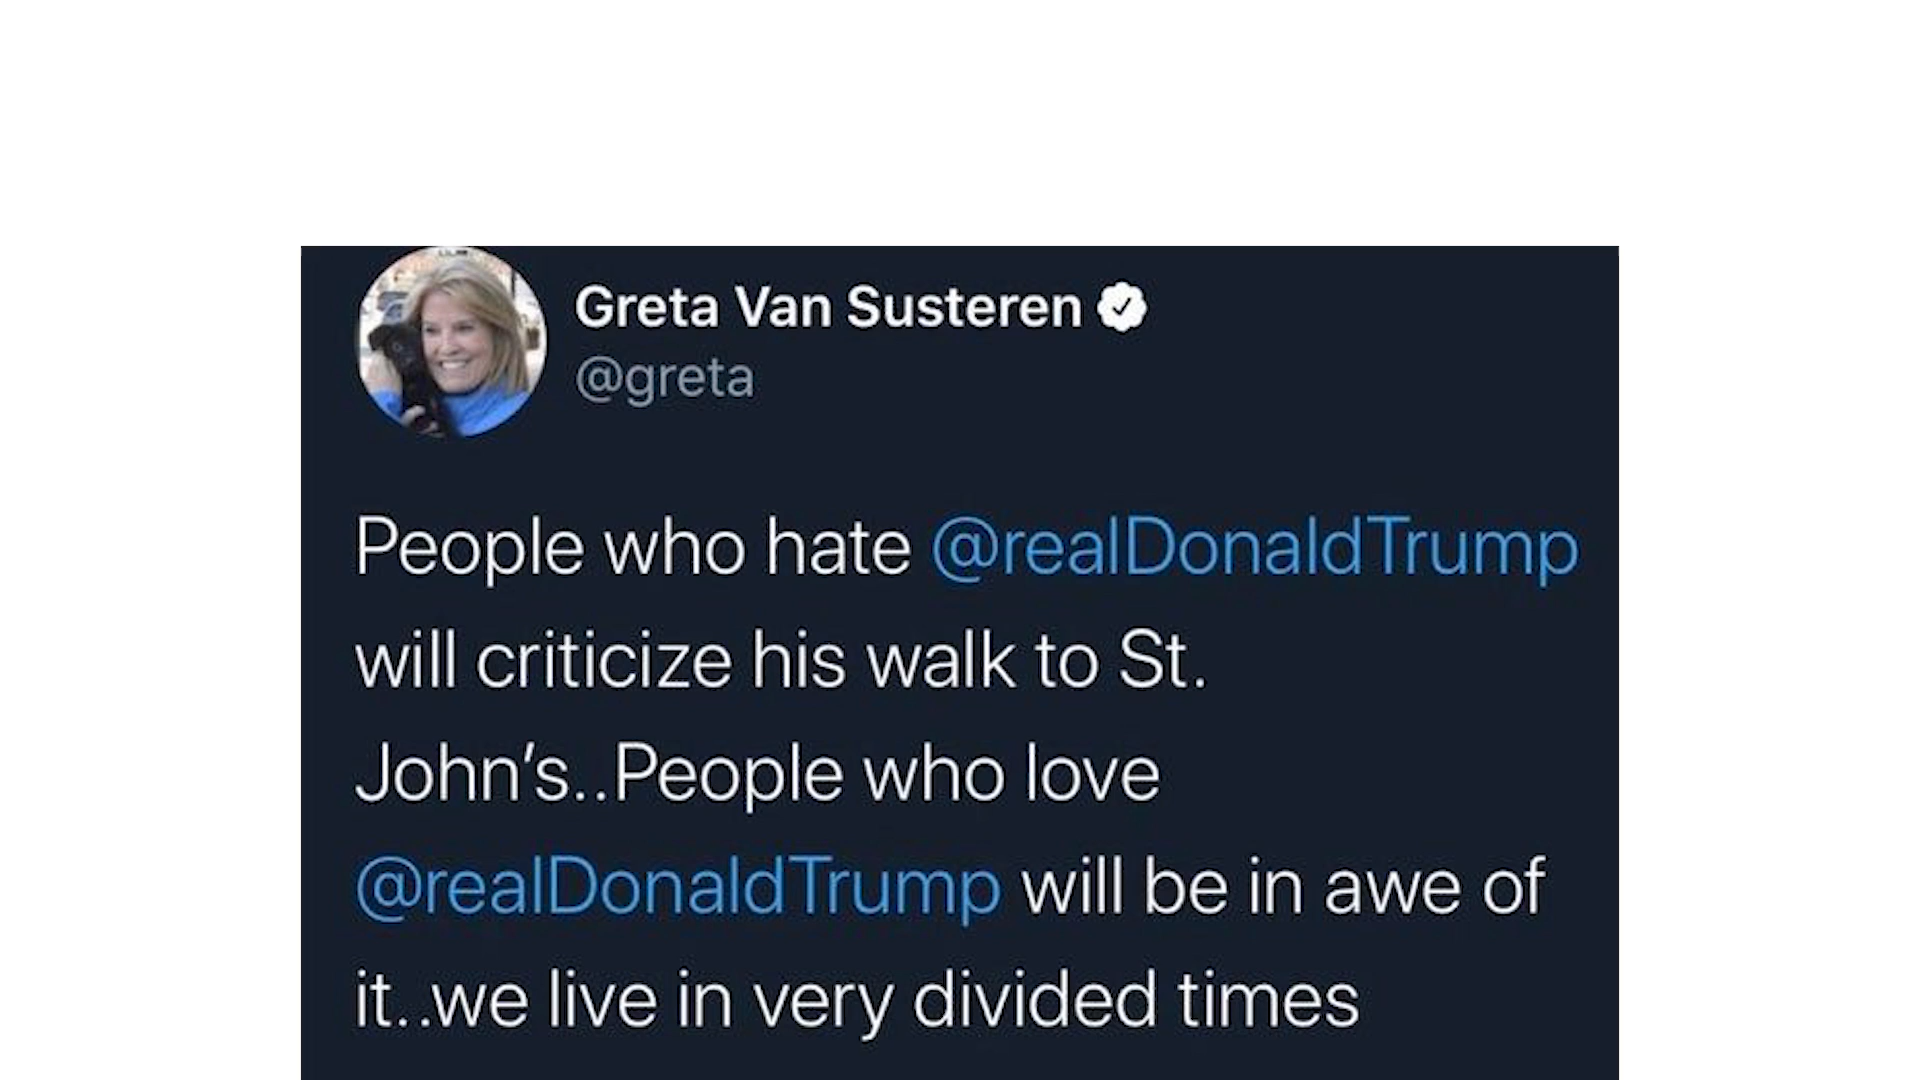 Greta Van Susteren
@greta
People who hate @realDonaldTrump
will criticize his walk to St.
John’s..People who love
@realDonaldTrump will be in awe of
it..we live in very divided times